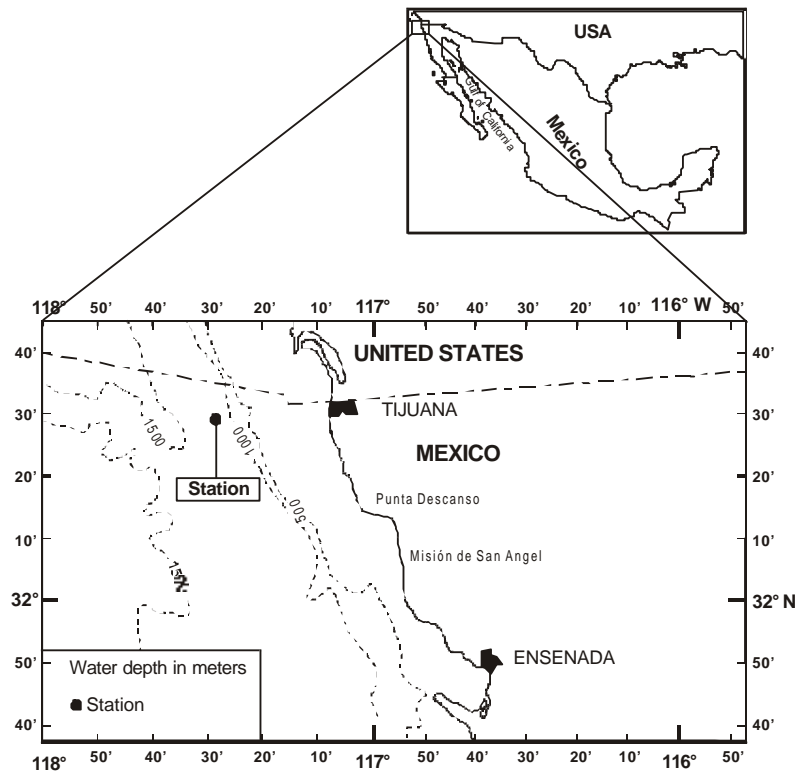 USA
Gulf of California
Mexico
118° 50' 40' 30' 20' 10' 117° 50' 40' 30' 20' 10' 116° W 50'
40' 40'
UNITED STATES
30' 30'
TIJUANA
1500
1000
MEXICO
20' 20'
Station
Punta Descanso
500
10' 10'
Misión de San Angel
32° 32° N
Water depth in meters
50' 50'
ENSENADA
Station
40' 40'
118° 50' 40' 30' 20' 10' 117° 50' 40' 30' 20' 10' 116° 50'